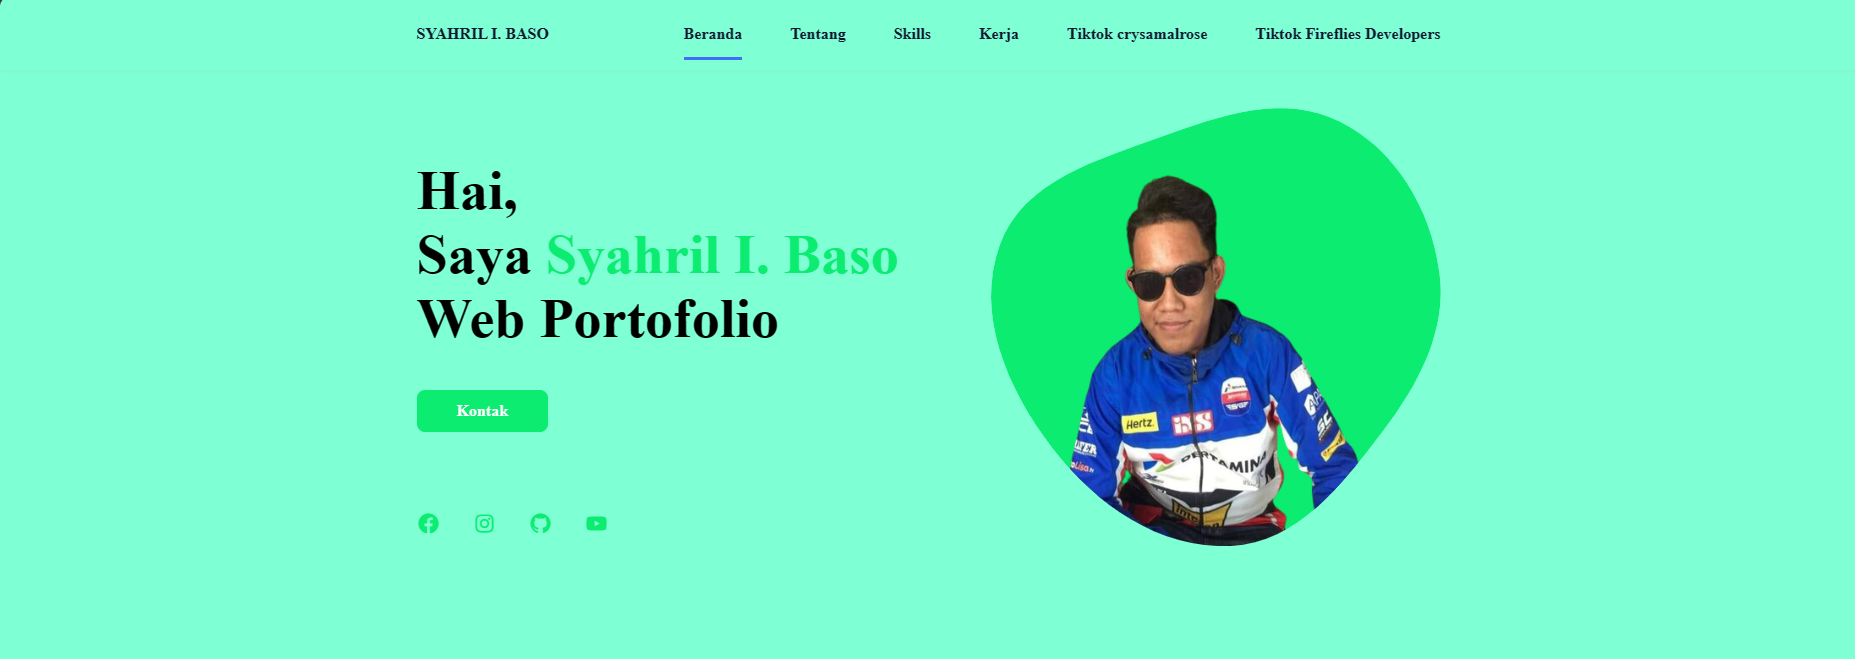 SYAHRIL I. BASO
Beranda
Tentang
Skills
Kerja
Tiktok crysamalrose
Tiktok Fireflies Developers
Hai,
Saya Syahril I. Baso
Web Portofolio
Kontak
Hertz.
PERTAMINA